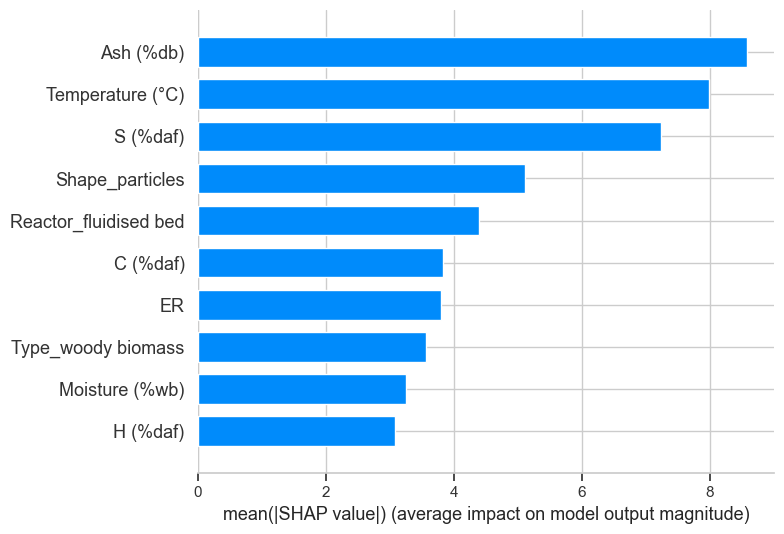 Ash (%db)
Temperature (°C)
S (%daf)
Shape_particles
Reactor_fluidised bed
C (%daf)
ER
Type_woody biomass
Moisture (%wb)
H (%daf)
0 2 4 6 8
mean(|SHAP value|) (average impact on model output magnitude)